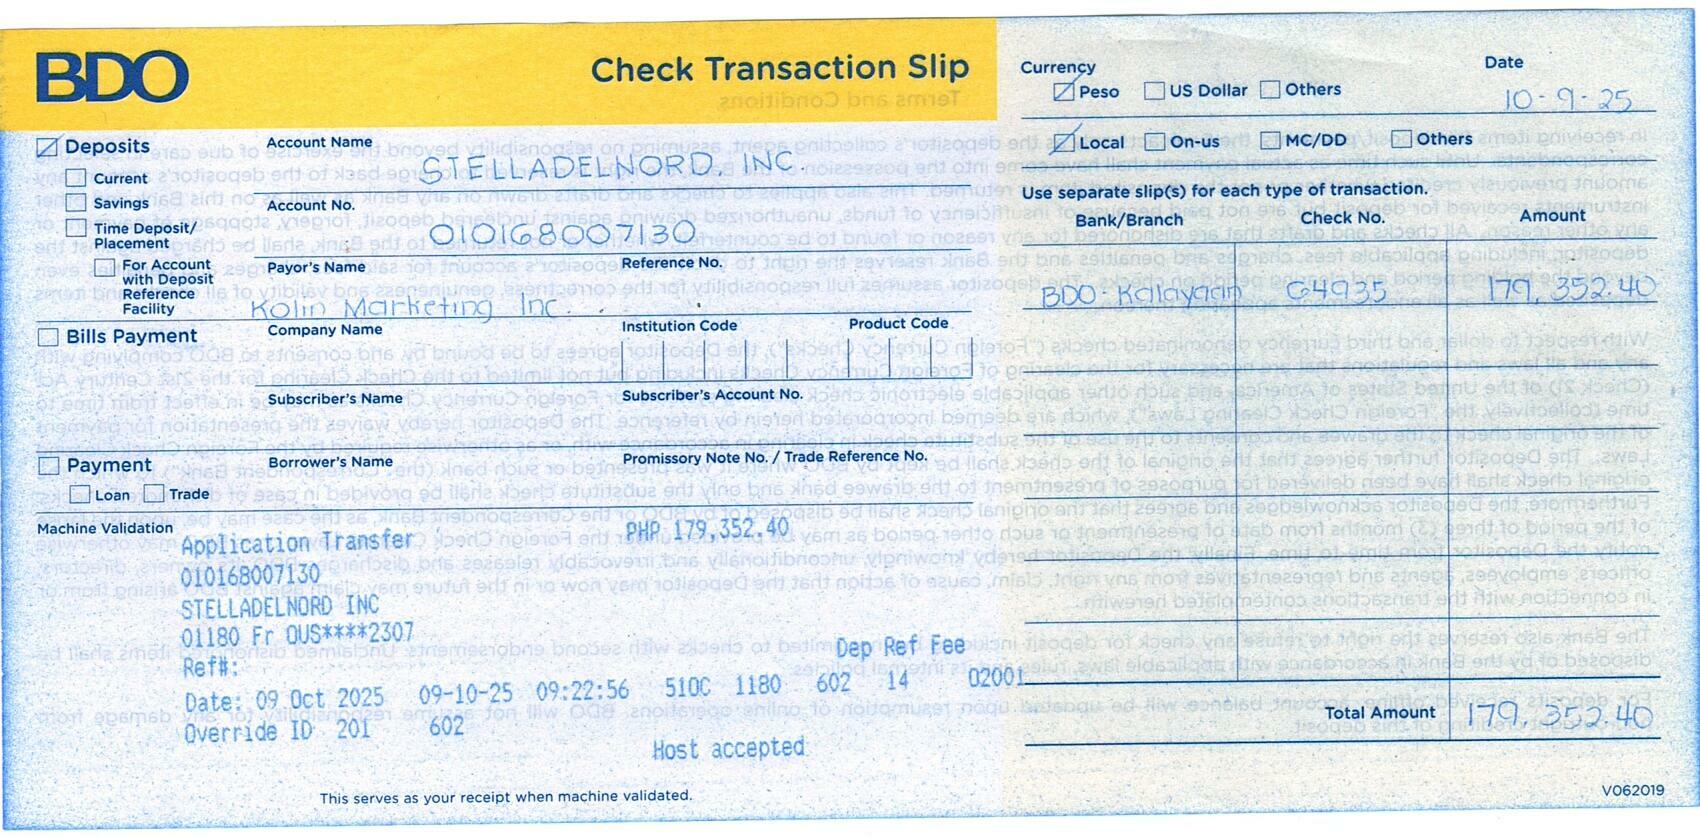 BDO
Check Transaction Slip
Deposits
Current
Savings
Time Deposit/
Placement
For Account
with Deposit
Reference
Facility
Account Name
STELLADELNORD. INC
Account No.
010168007130
Payor's Name
Reference No.
Kolin Marketing Inc.
Bills Payment
Company Name
Institution Code
Product Code
Subscriber's Name
Subscriber's Account No.
Payment
Loan
Trade
Borrower's Name
Promissory Note No. / Trade Reference No.
Machine Validation
Application Transfer
PHP 179,352.40
010168007130
STELLADELNORD INC
01180 Fr OUS****2307
Ref#:
Dep Ref Fee
Date: 09 Oct 2025 09-10-25 09:22:56 510C 1180 602 14 02001
Override ID 201 602
Host accepted
This serves as your receipt when machine validated.
Currency
Peso
US Dollar
Others
Date
10-9-25
Local
On-us
MC/DD
Others
Use separate slip(s) for each type of transaction.
Bank/Branch Check No. Amount
BDO-Kalayaan 64935 179,352.40
Total Amount 179,352.40
V062019